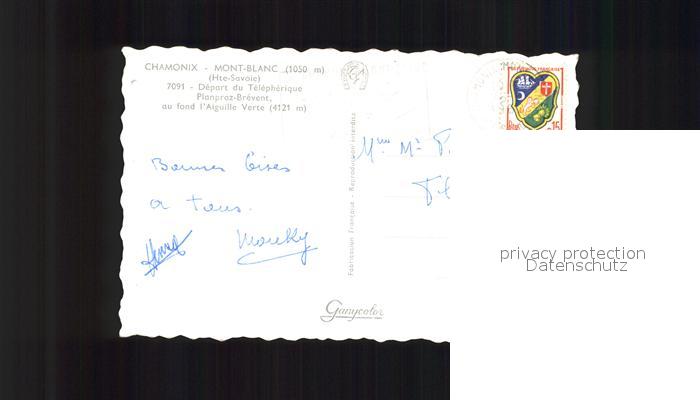 CHAMONIX - MONT-BLANC (1050 m)
(Hte-Savoie)
7091 - Départ du Téléphérique
Planpraz-Brévent,
au fond l'Aiguille Verte (4121 m)
Bonnes Bises
a Tous.
Fabrication Française - Reproduction interdite
Ganycolor
privacy protection
Datenschutz